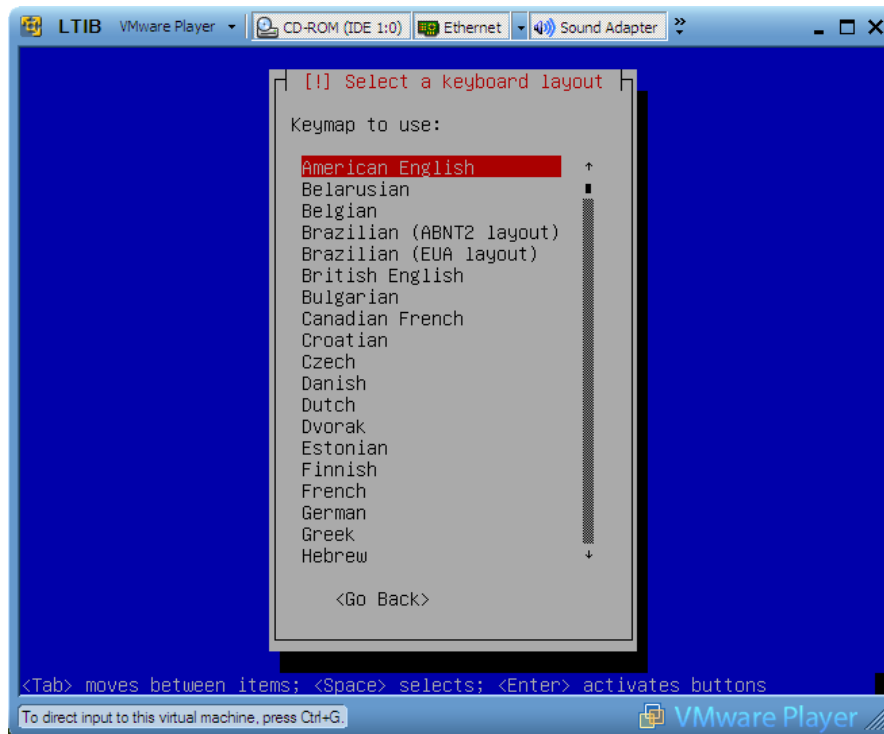 LTIB VMware Player CD-ROM (IDE 1:0) Ethernet Sound Adapter
[!] Select a keyboard layout
Keymap to use:
American English
Belarusian
Belgian
Brazilian (ABNT2 layout)
Brazilian (EUA layout)
British English
Bulgarian
Canadian French
Croatian
Czech
Danish
Dutch
Dvorak
Estonian
Finnish
French
German
Greek
Hebrew
<Go Back>
<Tab> moves between items; <Space> selects; <Enter> activates buttons
To direct input to this virtual machine, press Ctrl+G.
VMware Player